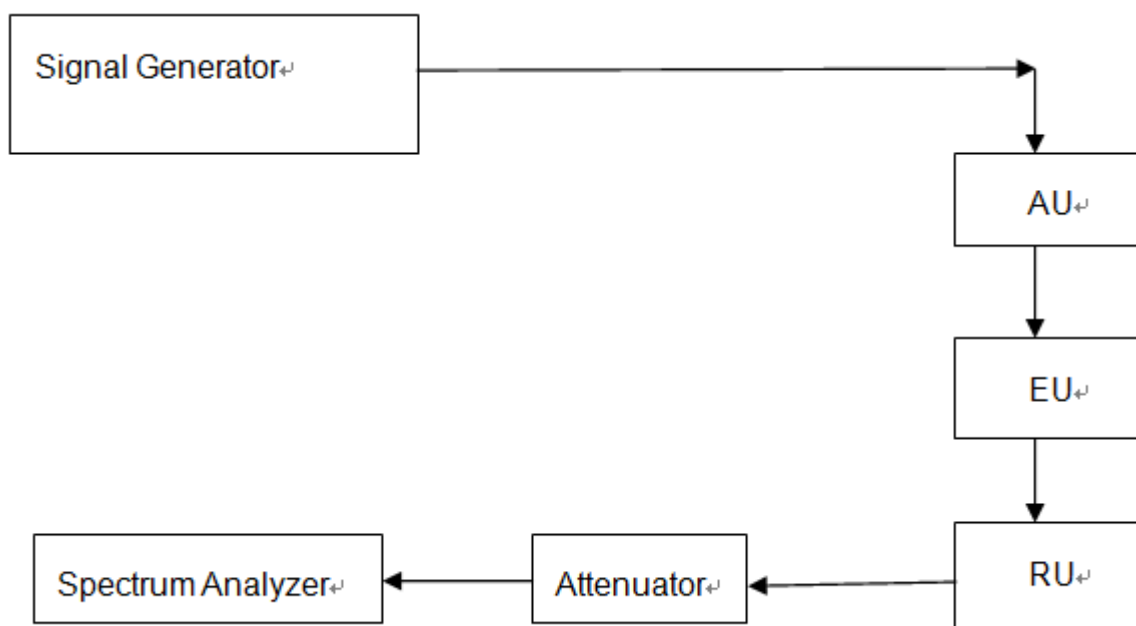 Signal Generator
AU
EU
RU
Attenuator
Spectrum Analyzer